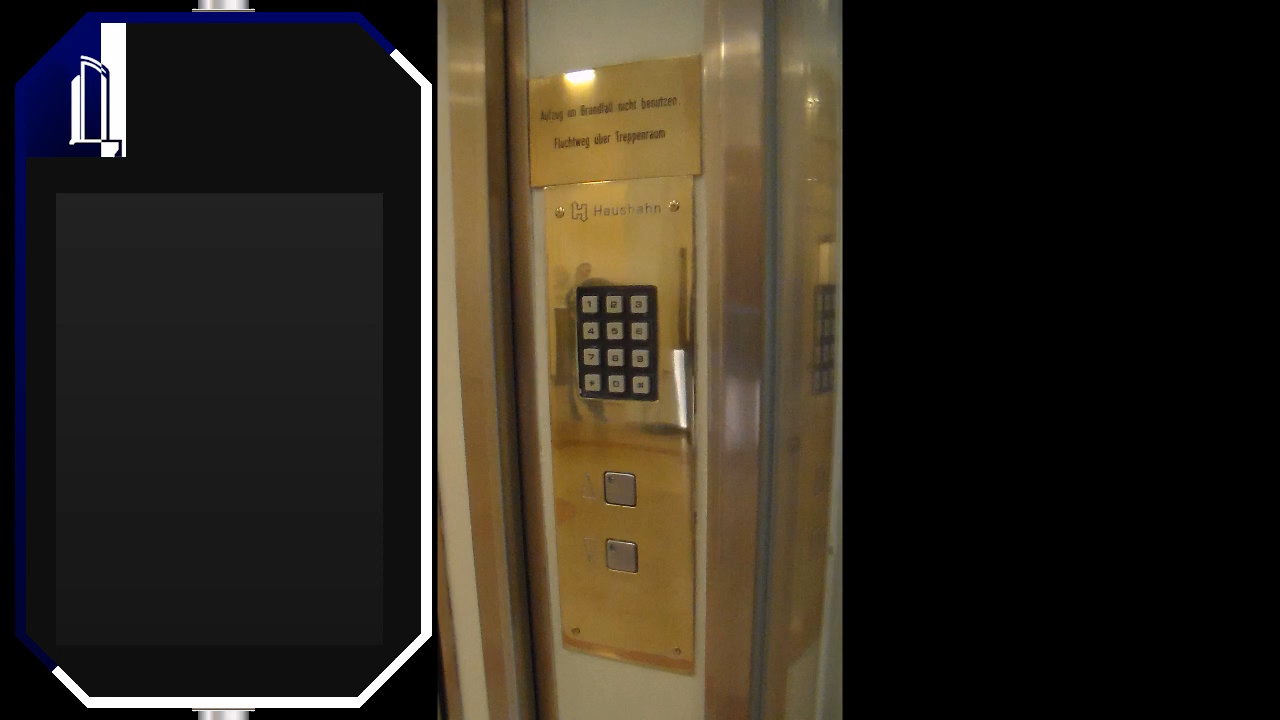 Aufzug im Brandfall nicht benutzen.
Fluchtweg über Treppenraum
Haushahn
1 2 3
4 5 6
7 8 9
* 0 #